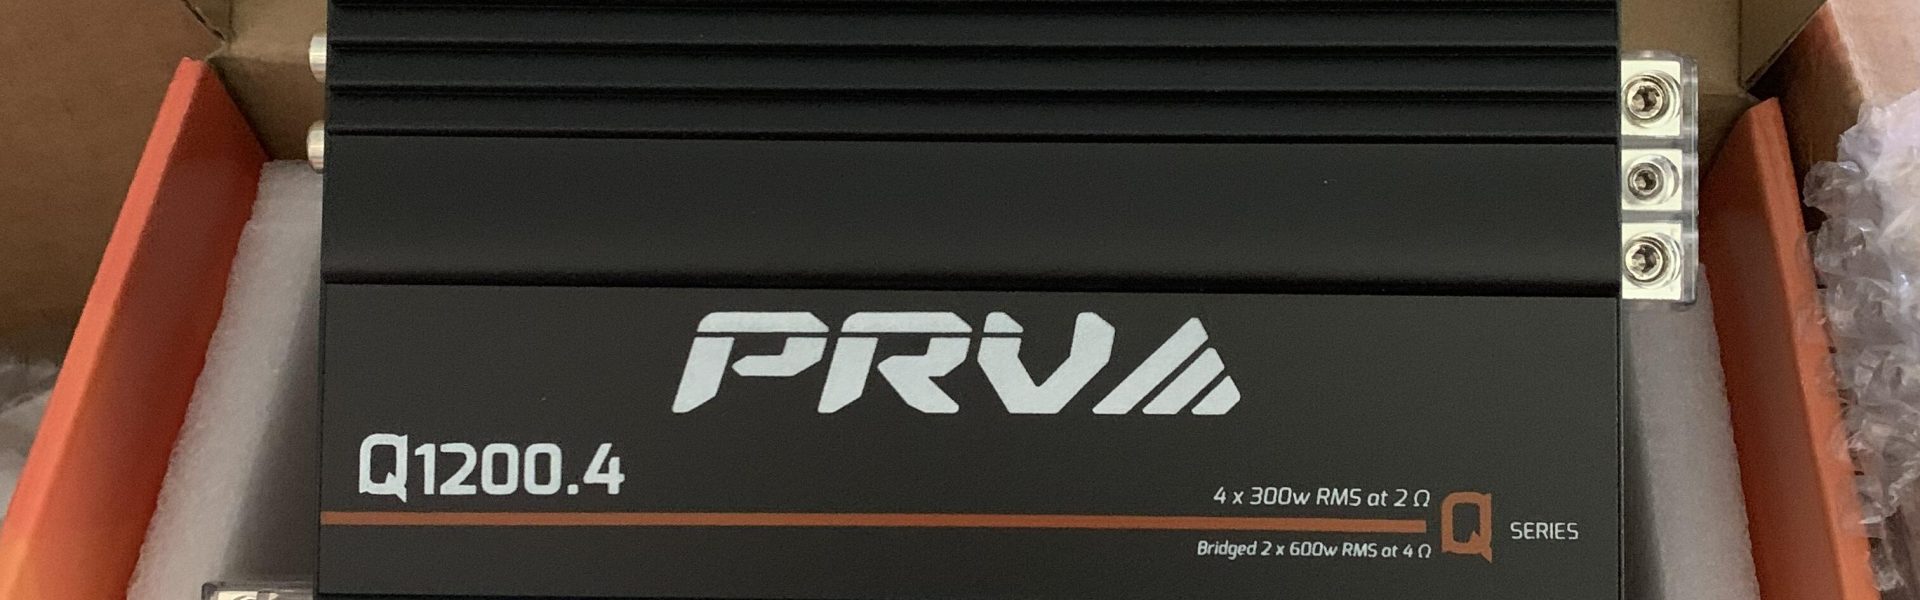 PRV
Q1200.4
4 x 300w RMS at 2 Ω
Bridged 2 x 600w RMS at 4 Ω
Q SERIES